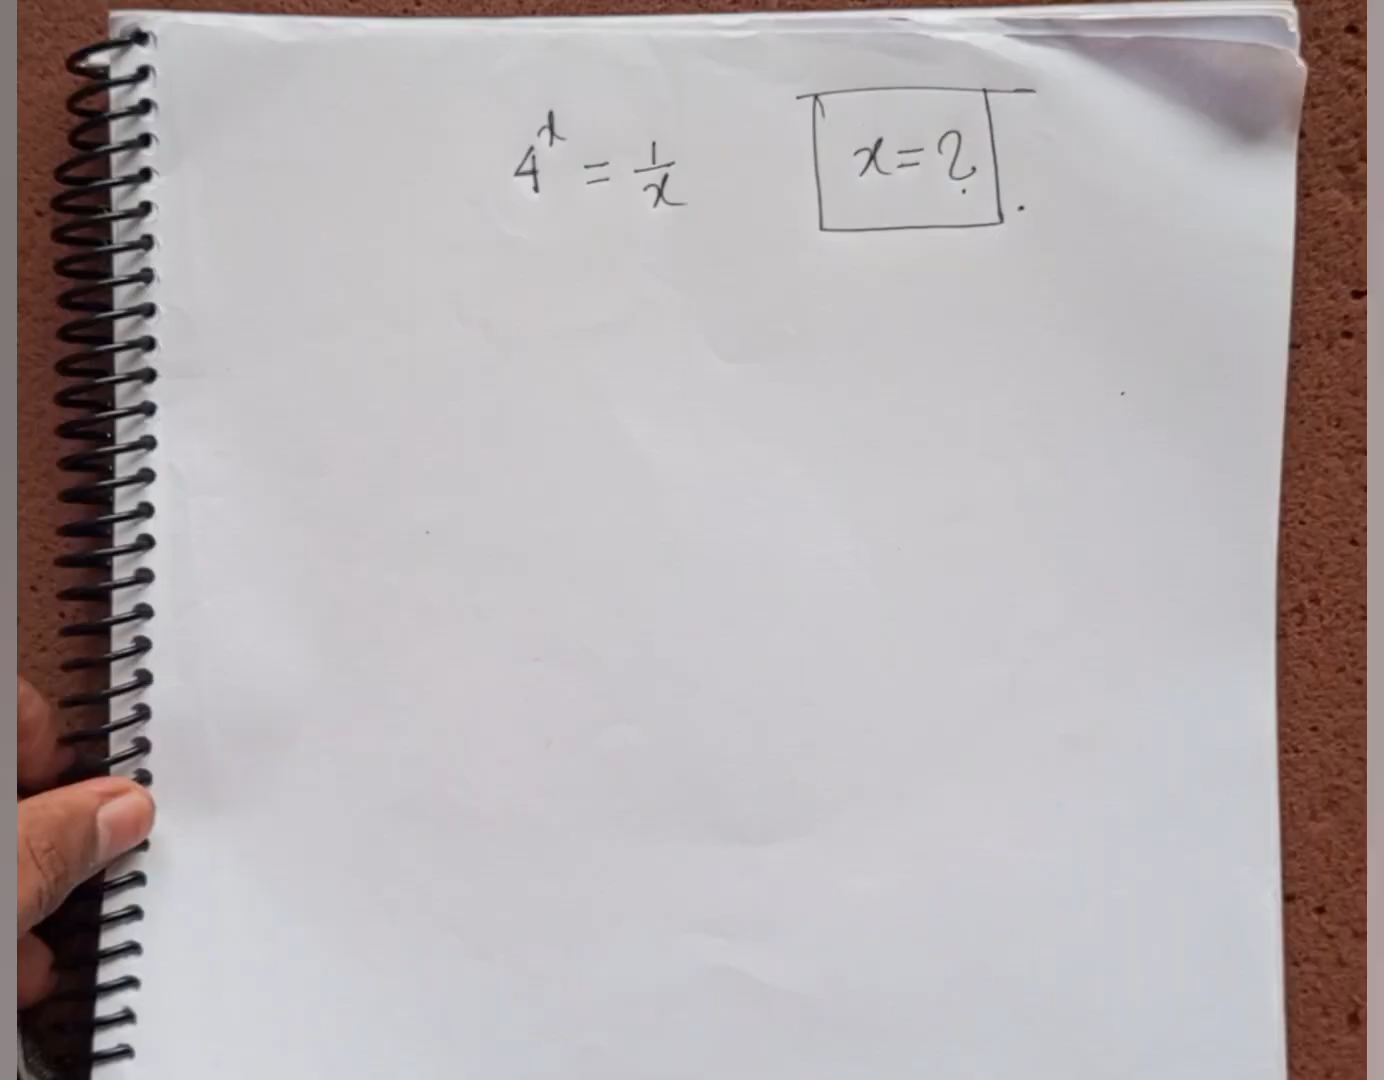 4^x = 1/x    x = ?.